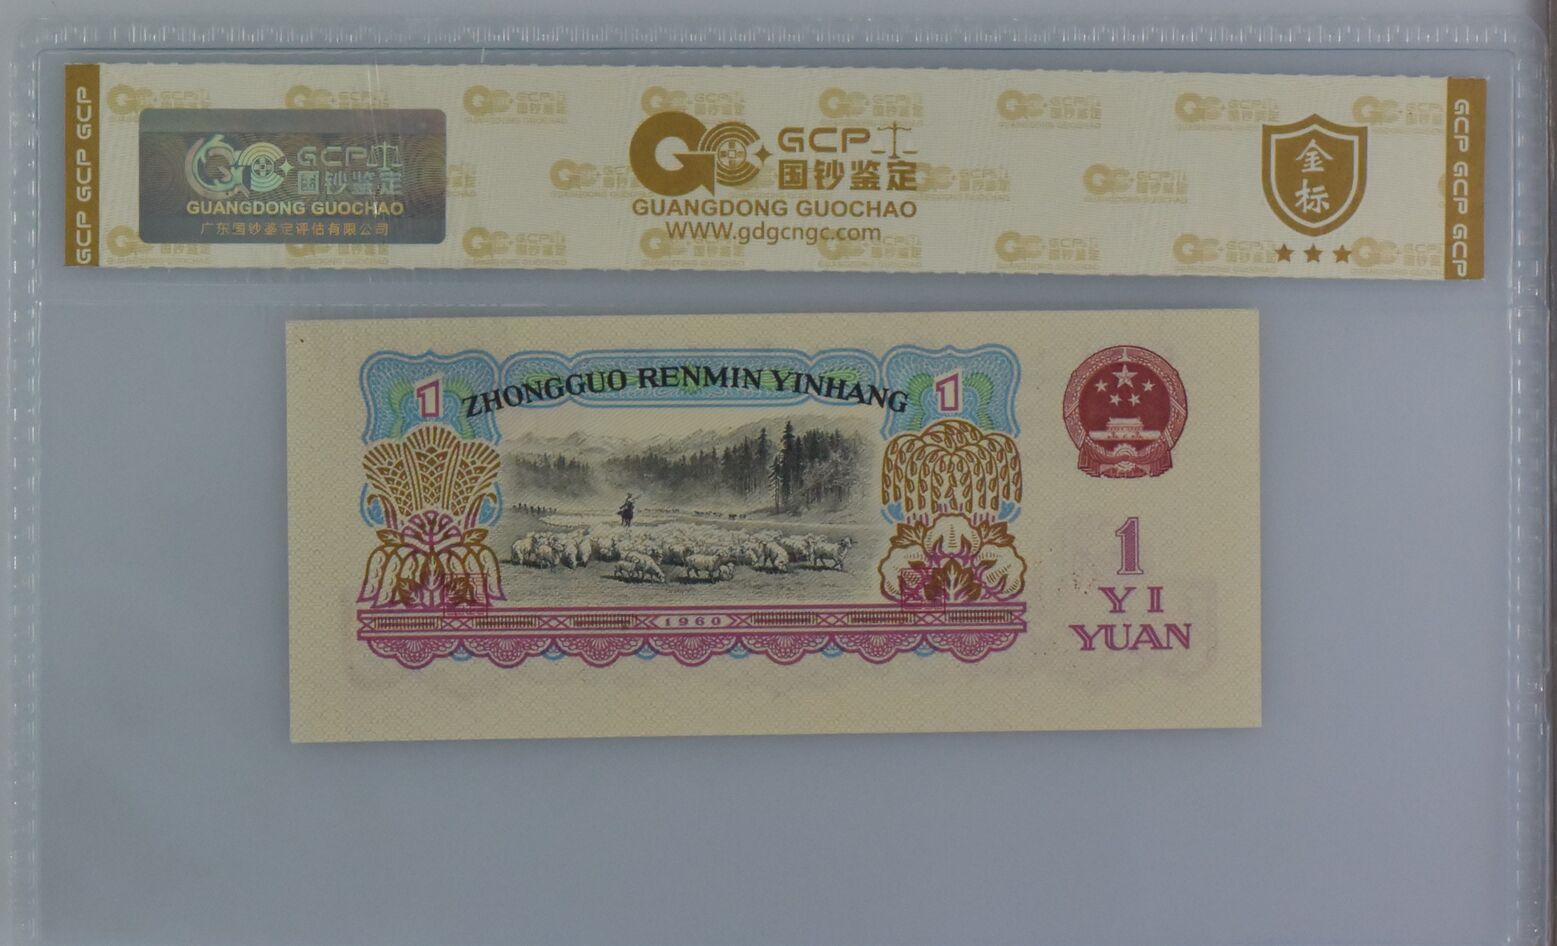 GCP GCP GCP
GCP
国钞鉴定
GUANGDONG GUOCHAO
广东国钞鉴定评估有限公司
GCP
国钞鉴定
GUANGDONG GUOCHAO
WWW.gdgcngc.com
金标
GCP GCP GCP
ZHONGGUO RENMIN YINHANG
1
1
1960
1
YI
YUAN